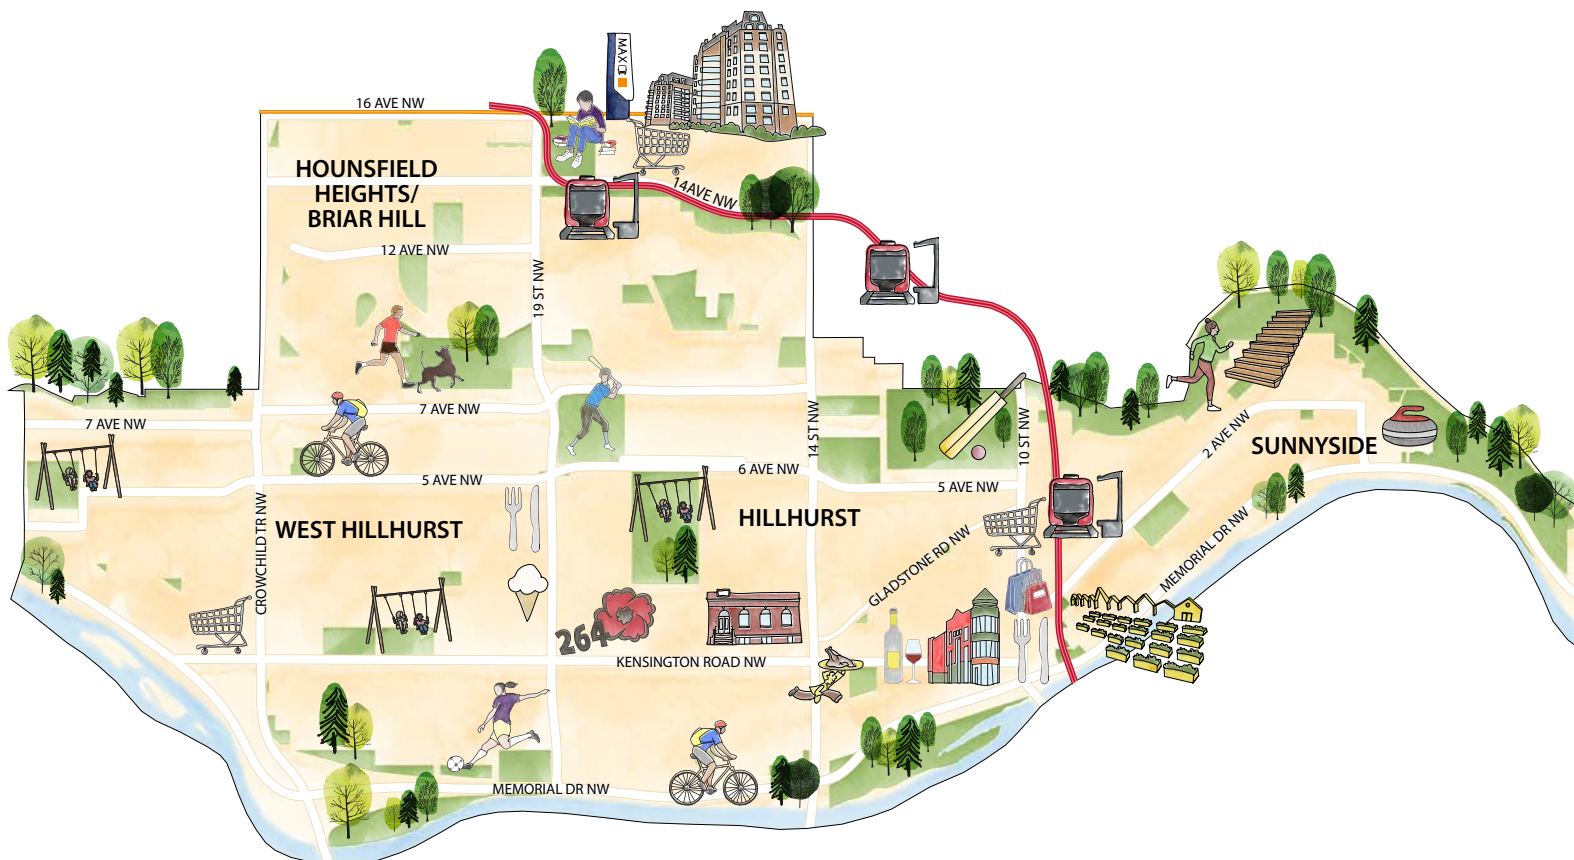 MAX
16 AVE NW
HOUNSFIELD
HEIGHTS/
BRIAR HILL
14 AVE NW
12 AVE NW
19 ST NW
7 AVE NW
7 AVE NW
14 ST NW
10 ST NW
2 AVE NW
SUNNYSIDE
6 AVE NW
5 AVE NW
5 AVE NW
CROWCHILD TR NW
WEST HILLHURST
HILLHURST
GLADSTONE RD NW
MEMORIAL DR NW
264
KENSINGTON ROAD NW
MEMORIAL DR NW